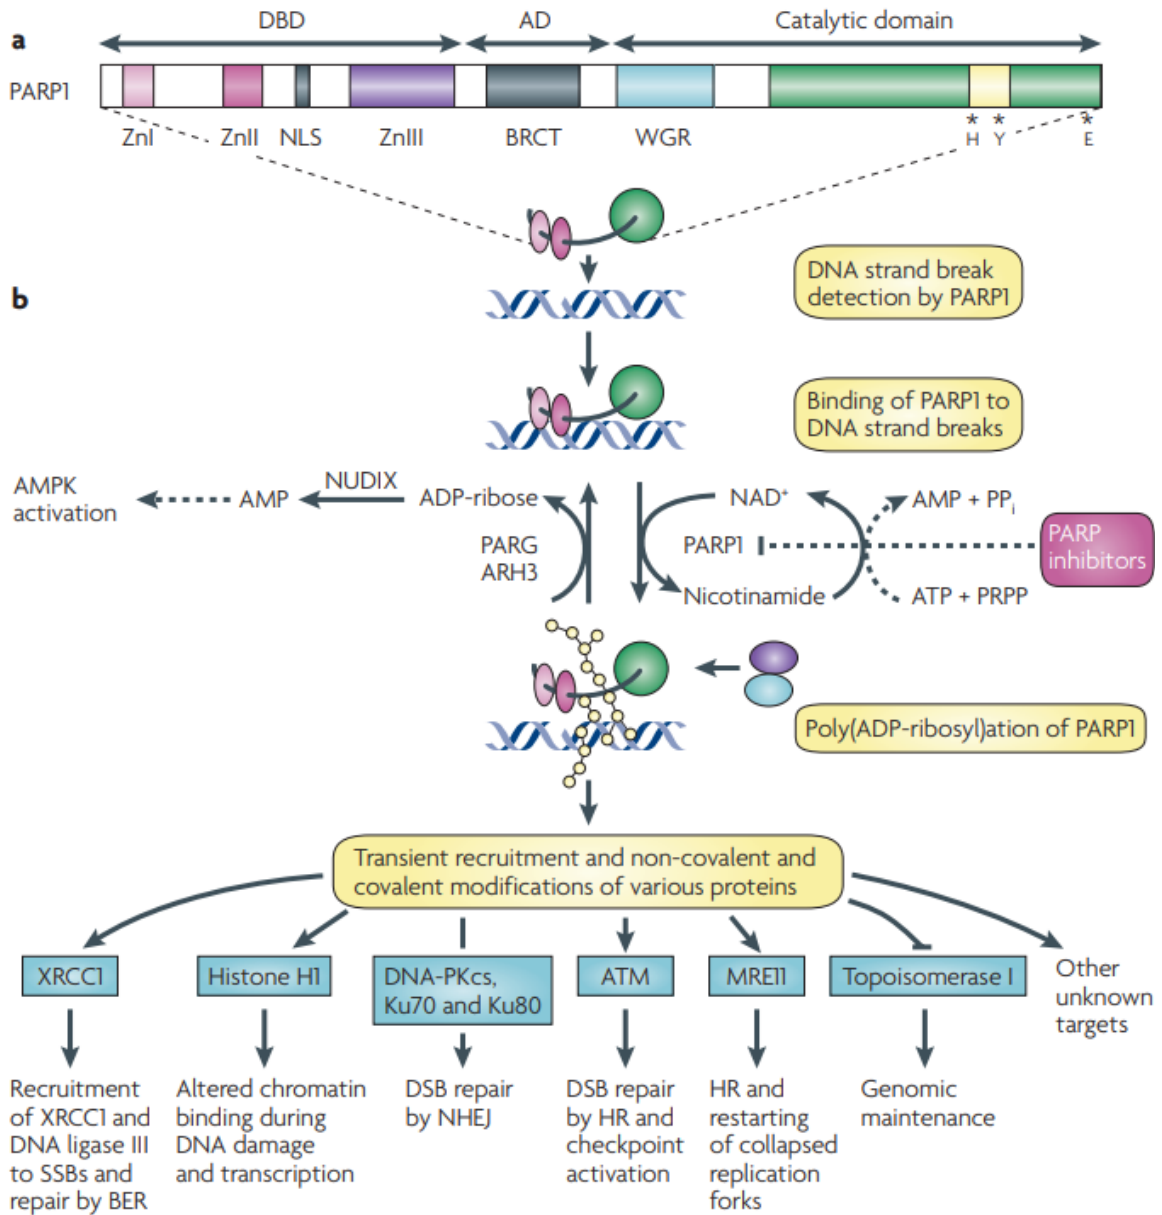 a
DBD
AD
Catalytic domain
PARP1
ZnI
ZnII
NLS
ZnIII
BRCT
WGR
* * *
H Y E
b
DNA strand break
detection by PARP1
Binding of PARP1 to
DNA strand breaks
AMPK
activation
AMP
NUDIX
ADP-ribose
PARG
ARH3
NAD+
PARP1
Nicotinamide
AMP + PPi
ATP + PRPP
PARP
inhibitors
Poly(ADP-ribosyl)ation of PARP1
Transient recruitment and non-covalent and
covalent modifications of various proteins
XRCC1
Histone H1
DNA-PKcs,
Ku70 and Ku80
ATM
MRE11
Topoisomerase I
Other
unknown
targets
Recruitment
of XRCC1 and
DNA ligase III
to SSBs and
repair by BER
Altered chromatin
binding during
DNA damage
and transcription
DSB repair
by NHEJ
DSB repair
by HR and
checkpoint
activation
HR and
restarting
of collapsed
replication
forks
Genomic
maintenance